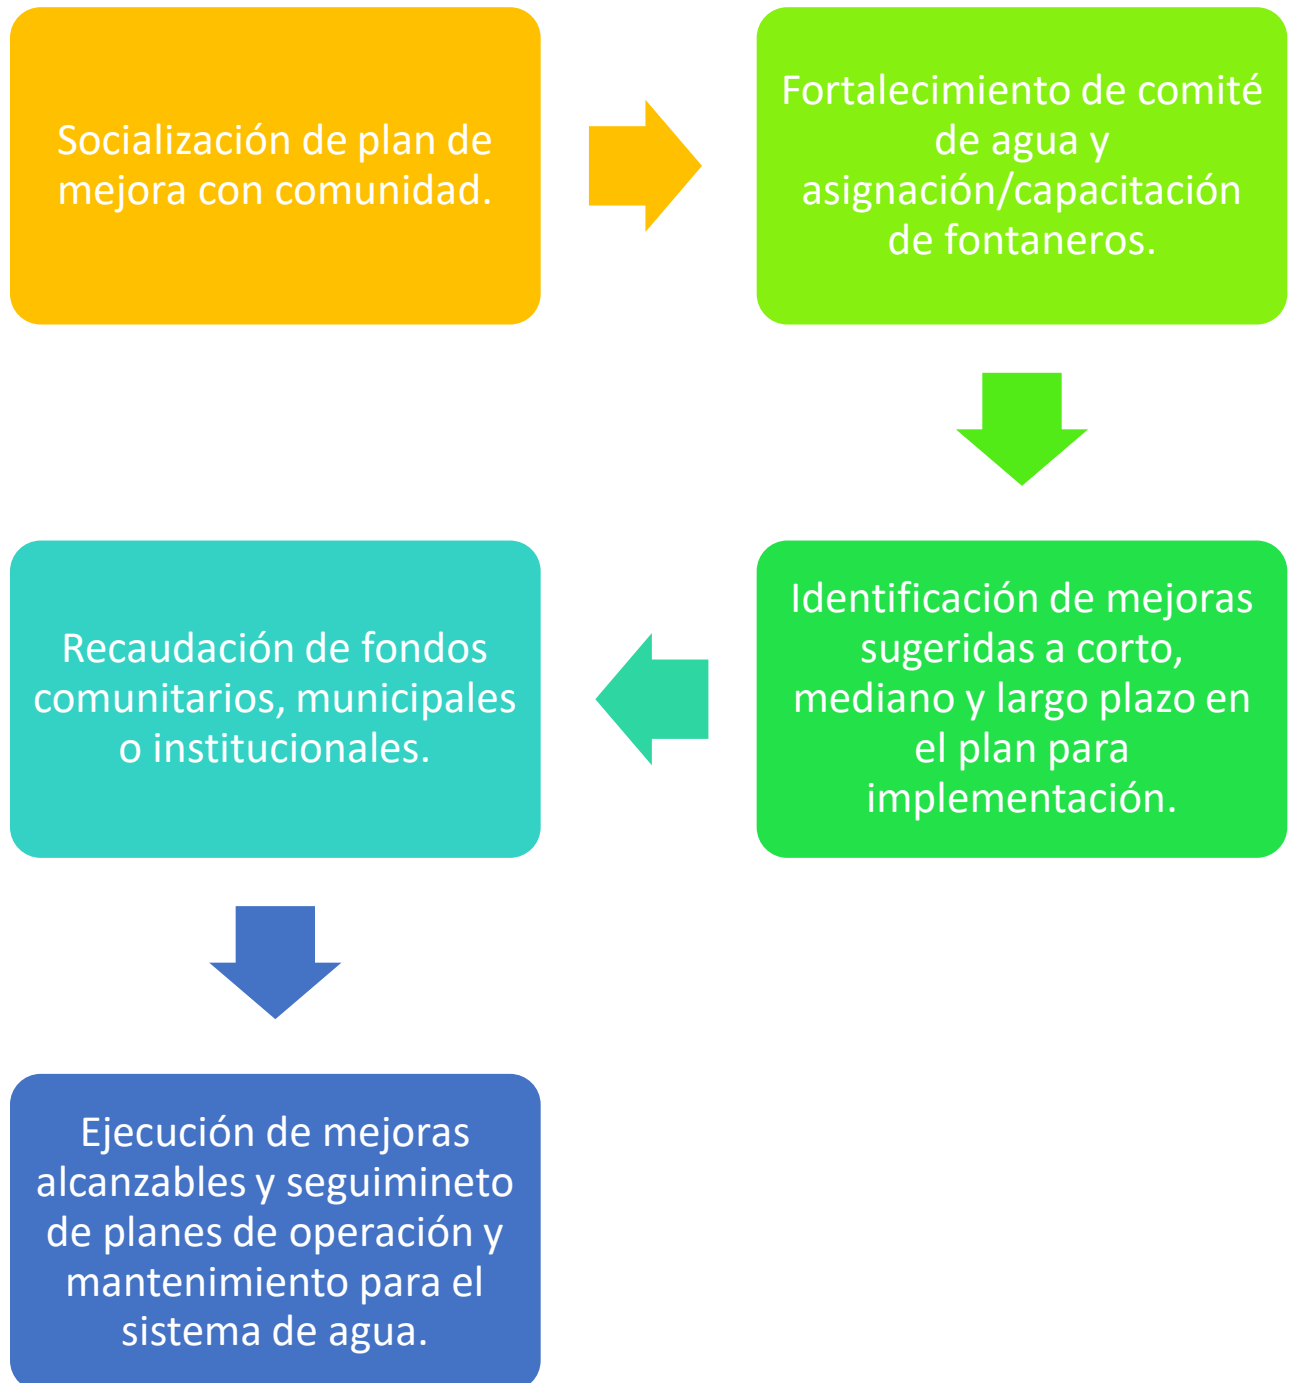 Socialización de plan de
mejora con comunidad.
Fortalecimiento de comité
de agua y
asignación/capacitación
de fontaneros.
Identificación de mejoras
sugeridas a corto,
mediano y largo plazo en
el plan para
implementación.
Recaudación de fondos
comunitarios, municipales
o institucionales.
Ejecución de mejoras
alcanzables y seguimineto
de planes de operación y
mantenimiento para el
sistema de agua.